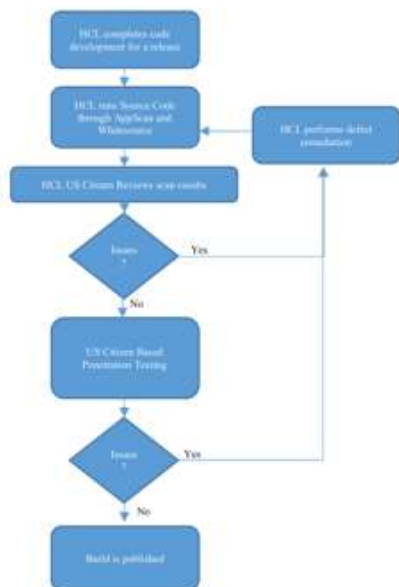 HCL completes code
development for a release
HCL runs Source Code
through AppScan and
Whitesource
HCL performs defect
remediation
HCL US Citizen Reviews scan results
Issues
?
Yes
No
US Citizen Based
Penetration Testing
Issues
?
Yes
No
Build is published